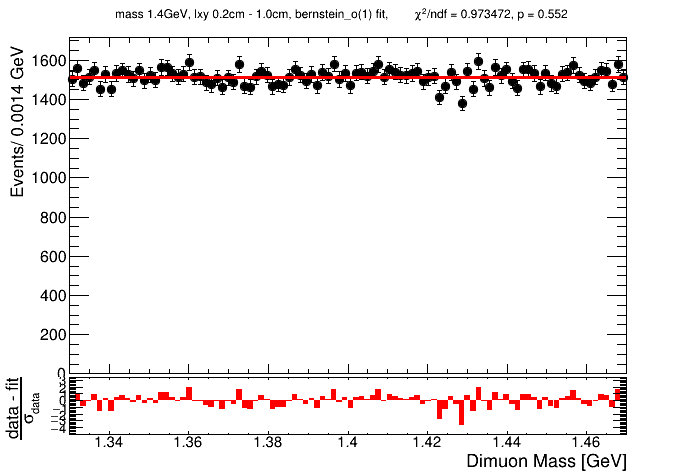 mass 1.4GeV, lxy 0.2cm - 1.0cm, bernstein_o(1) fit, χ²/ndf = 0.973472, p = 0.552
Events/ 0.0014 GeV
1600
1400
1200
1000
800
600
400
200
0
data - fit
σdata
−4
1.34 1.36 1.38 1.4 1.42 1.44 1.46
Dimuon Mass [GeV]